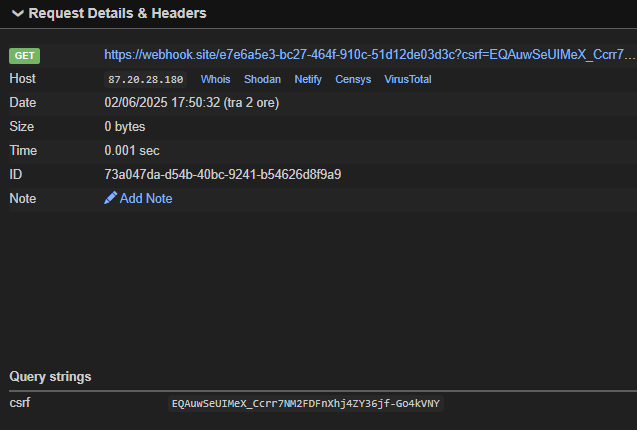 Request Details & Headers
GET https://webhook.site/e7e6a5e3-bc27-464f-910c-51d12de03d3c?csrf=EQAuwSeUIMeX_Ccrr7...
Host 87.20.28.180 Whois Shodan Netify Censys VirusTotal
Date 02/06/2025 17:50:32 (tra 2 ore)
Size 0 bytes
Time 0.001 sec
ID 73a047da-d54b-40bc-9241-b54626d8f9a9
Note Add Note
Query strings
csrf EQAuwSeUIMeX_Ccrr7NM2FDFnXhj4ZY36jf-Go4kVNY